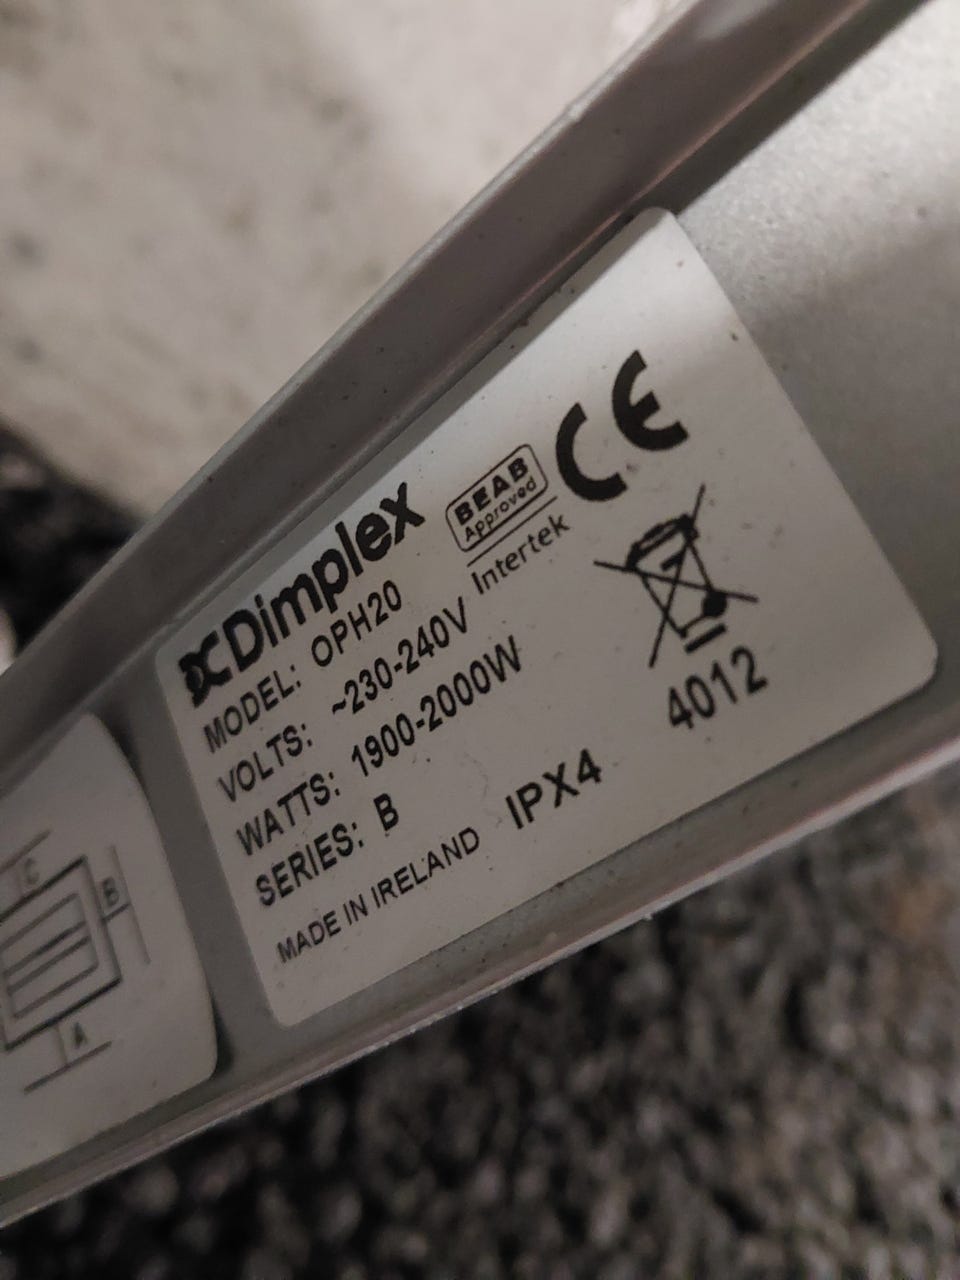 Dimplex
BEAB
Approved
Intertek
CE
MODEL: OPH20
VOLTS: ~230-240V
WATTS: 1900-2000W
SERIES: B
MADE IN IRELAND
IPX4
4012
C
B
A